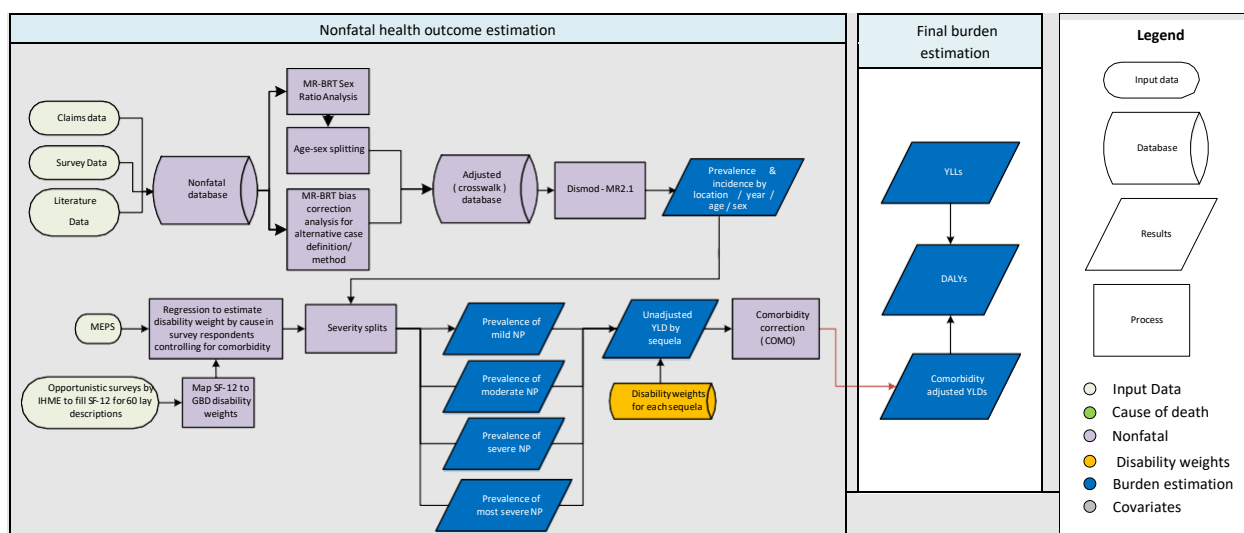 Nonfatal health outcome estimation
Claims data
Survey Data
Literature
Data
Nonfatal
database
MR-BRT Sex
Ratio Analysis
Age-sex splitting
MR-BRT bias
correction
analysis for
alternative case
definition/
method
Adjusted
( crosswalk )
database
Dismod - MR2.1
Prevalence &
incidence by
location / year /
age / sex
MEPS
Regression to estimate
disability weight by cause in
survey respondents
controlling for comorbidity
Opportunistic surveys by
IHME to fill SF-12 for 60 lay
descriptions
Map SF-12 to
GBD disability
weights
Severity splits
Prevalence of
mild NP
Prevalence of
moderate NP
Prevalence of
severe NP
Prevalence of
most severe NP
Unadjusted
YLD by
sequela
Disability weights
for each sequela
Comorbidity
correction
( COMO )
Final burden
estimation
YLLs
DALYs
Comorbidity
adjusted YLDs
Legend
Input data
Database
Results
Process
Input Data
Cause of death
Nonfatal
Disability weights
Burden estimation
Covariates